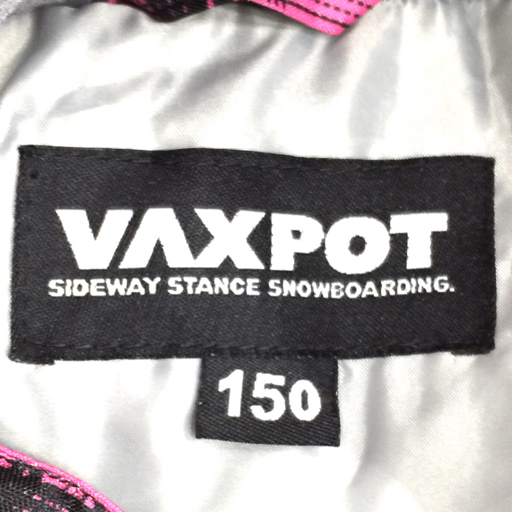 VAXPOT
SIDEWAY STANCE SNOWBOARDING.
150